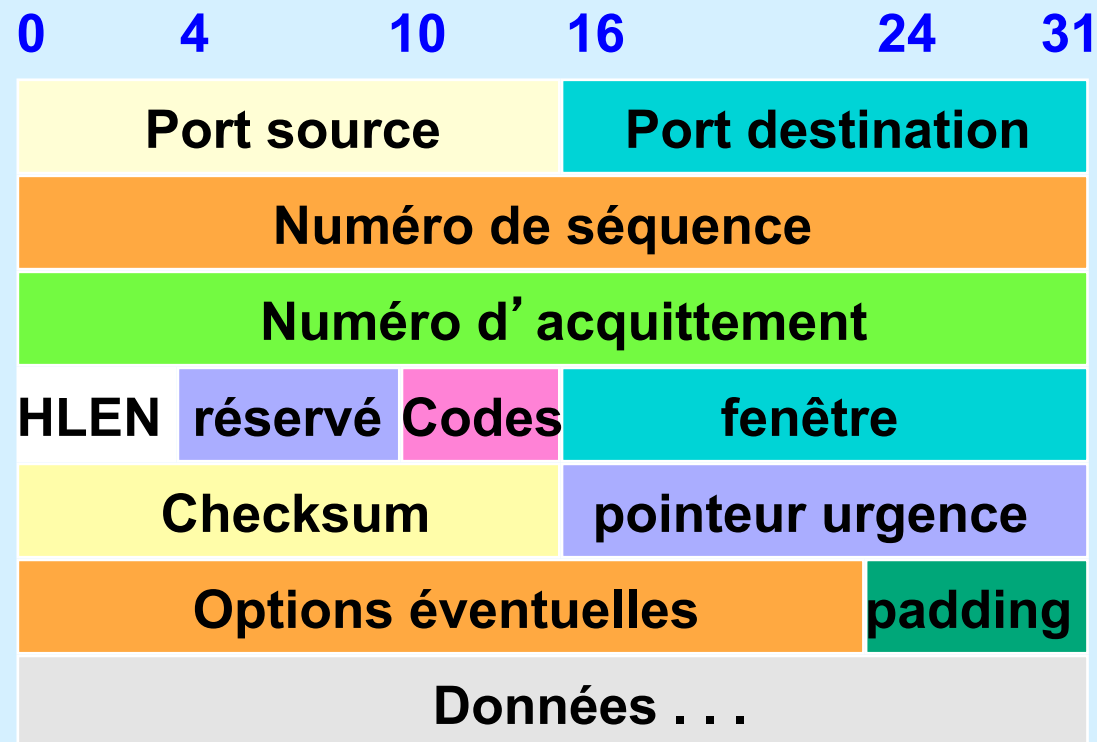 0 4 10 16 24 31
Port source Port destination
Numéro de séquence
Numéro d’ acquittement
HLEN réservé Codes fenêtre
Checksum pointeur urgence
Options éventuelles padding
Données . . .